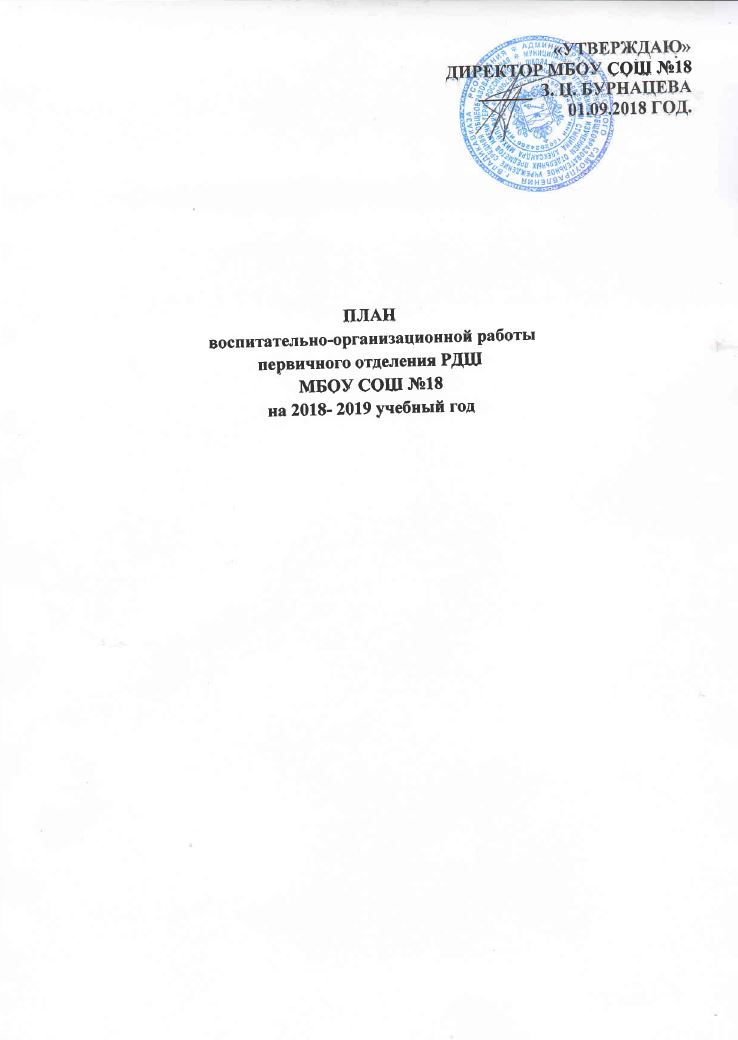 «УТВЕРЖДАЮ»
ДИРЕКТОР МБОУ СОШ №18
З. Ц. БУРНАЦЕВА
01.09.2018 ГОД.
ПЛАН
воспитательно-организационной работы
первичного отделения РДШ
МБОУ СОШ №18
на 2018- 2019 учебный год